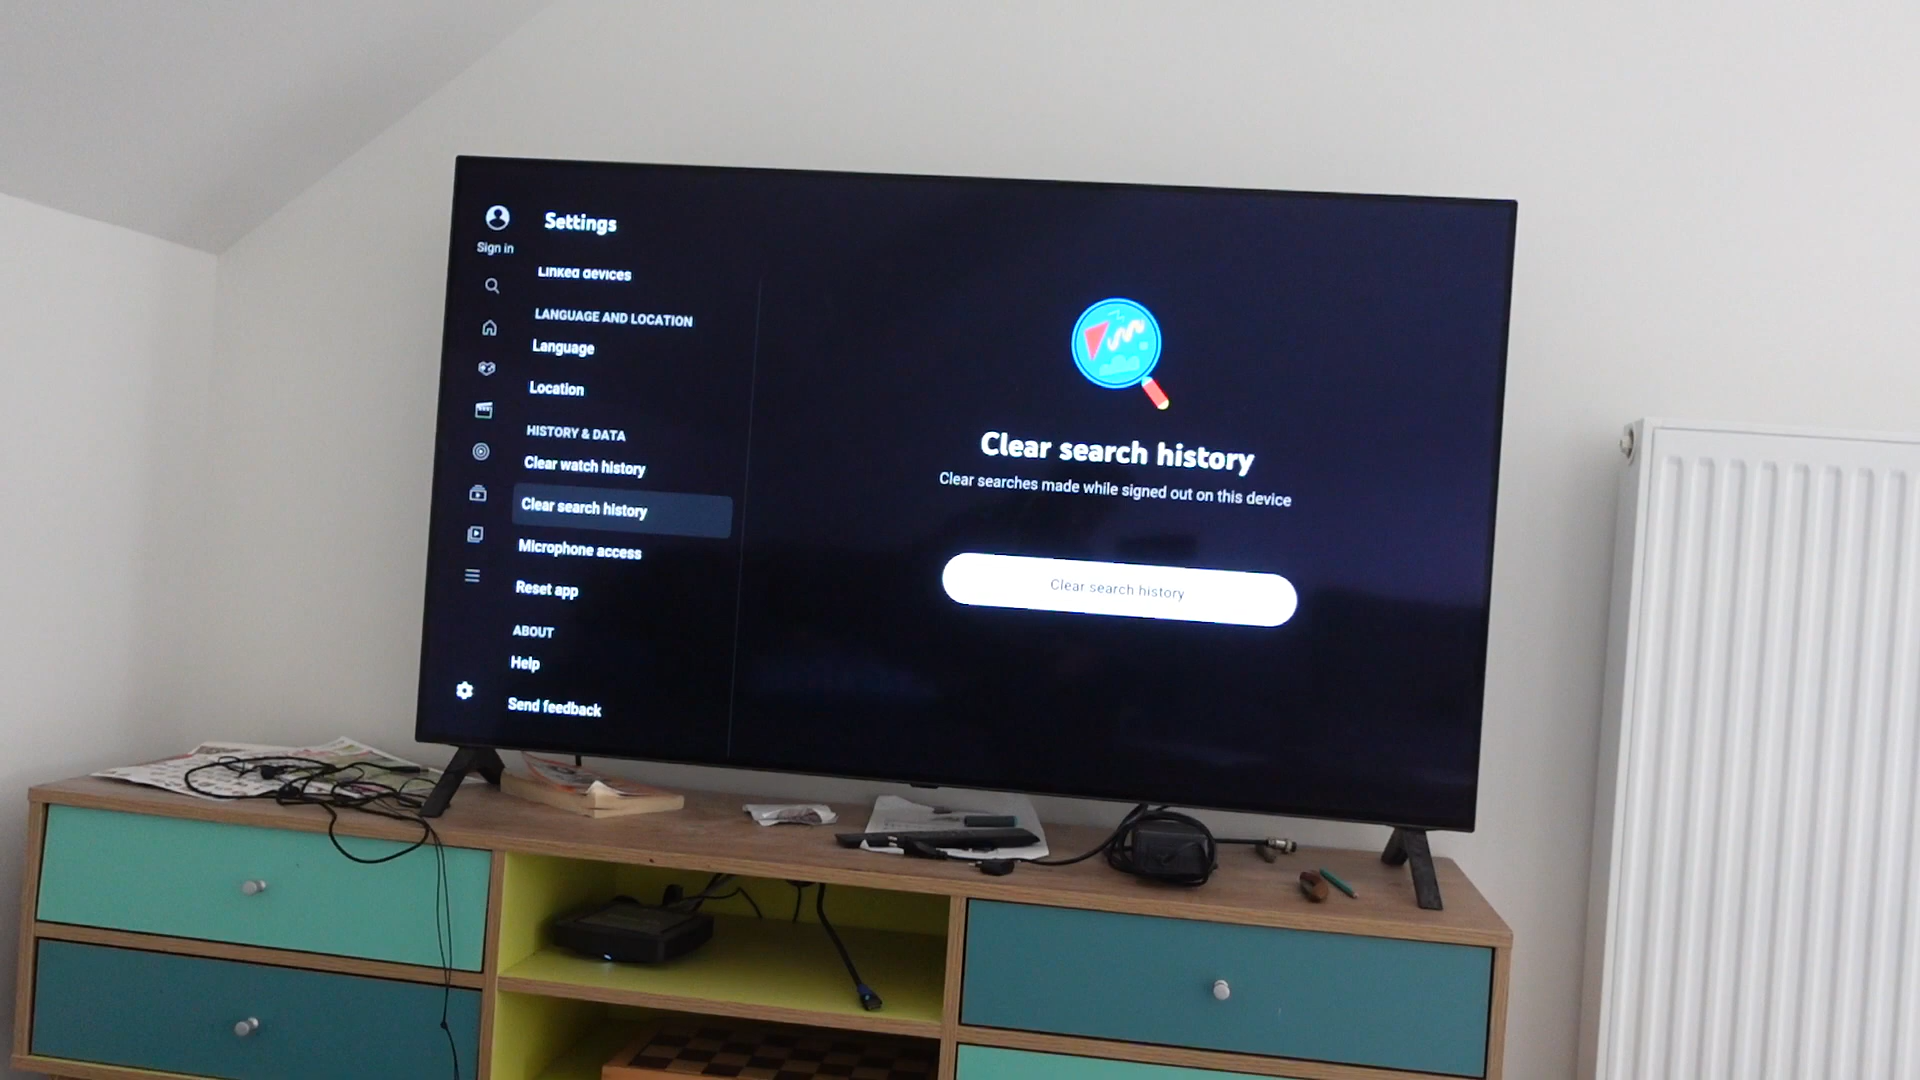 Settings
Sign in
Linked devices
LANGUAGE AND LOCATION
Language
Location
HISTORY & DATA
Clear watch history
Clear search history
Microphone access
Reset app
ABOUT
Help
Send feedback
Clear search history
Clear searches made while signed out on this device
Clear search history